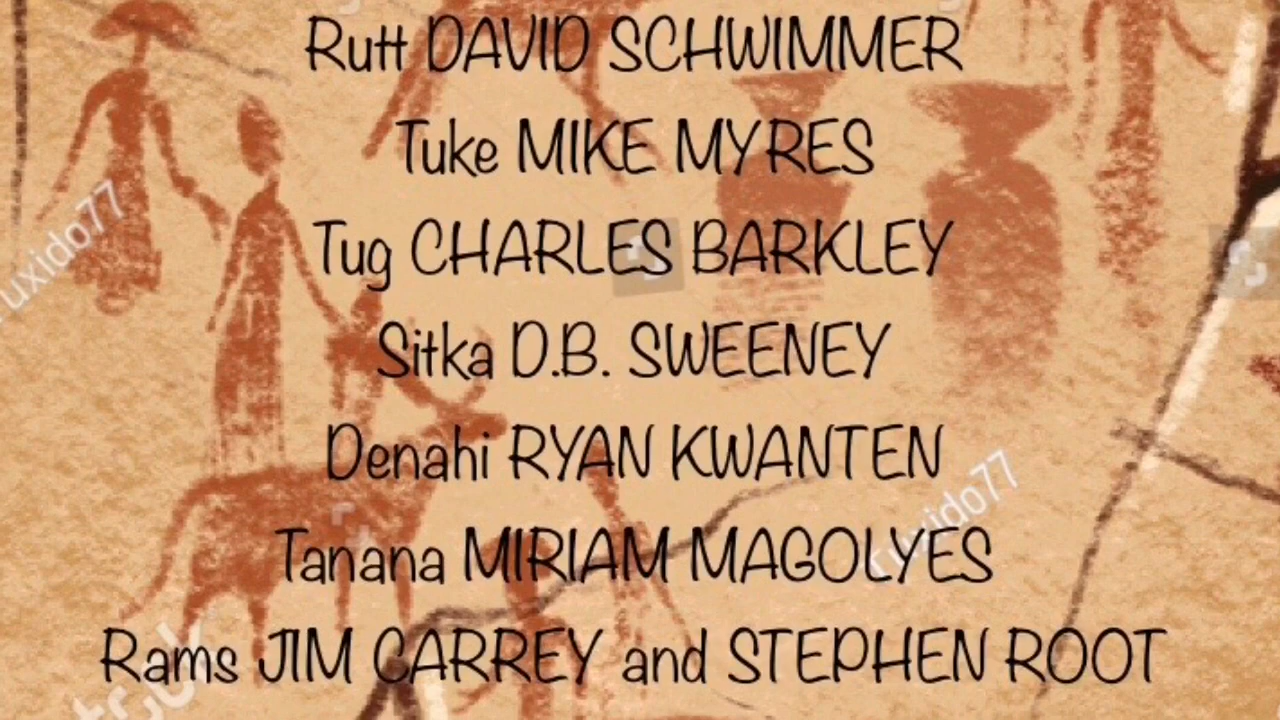 Rutt DAVID SCHWIMMER
Tuke MIKE MYRES
Tug CHARLES BARKLEY
Sitka D.B. SWEENEY
Denahi RYAN KWANTEN
Tanana MIRIAM MAGOLYES
Rams JIM CARREY and STEPHEN ROOT